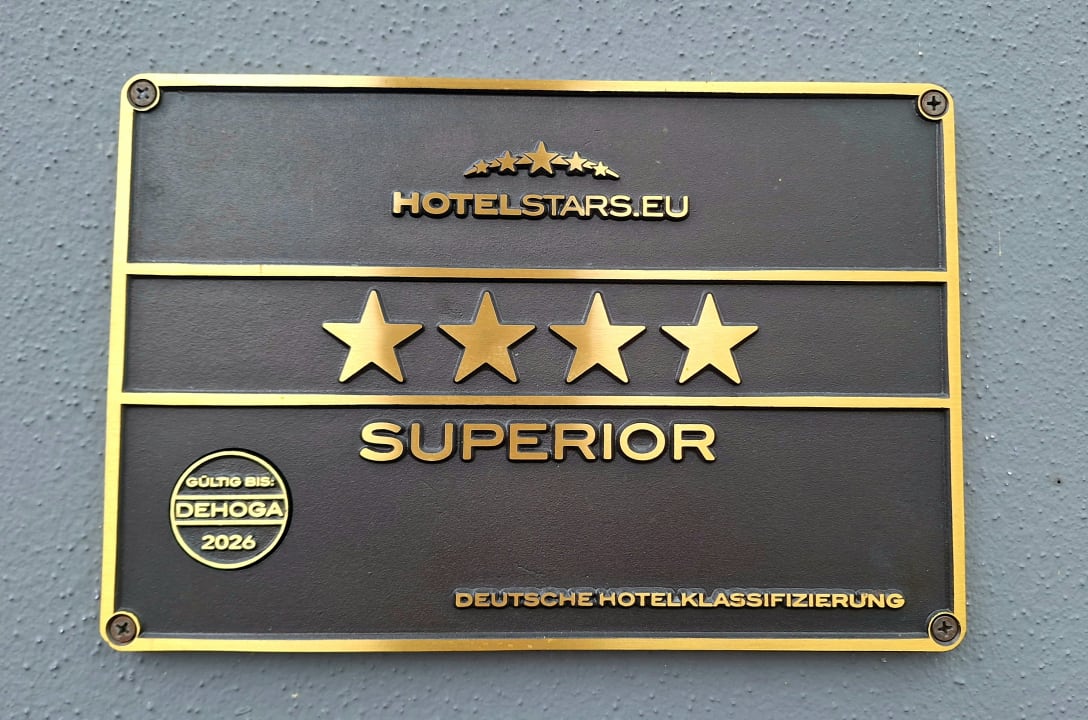 HOTELSTARS.EU
SUPERIOR
GÜLTIG BIS:
DEHOGA
2026
DEUTSCHE HOTELKLASSIFIZIERUNG